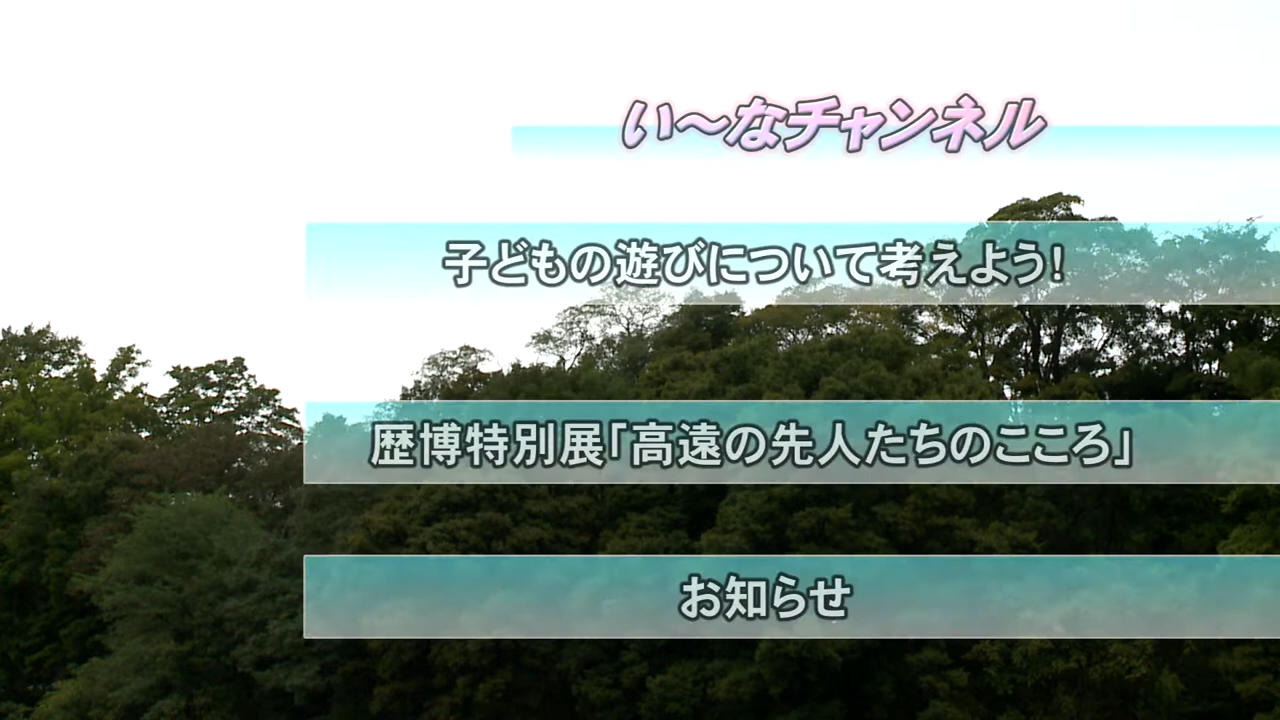 い～なチャンネル
子どもの遊びについて考えよう！
歴博特別展「高遠の先人たちのこころ」
お知らせ